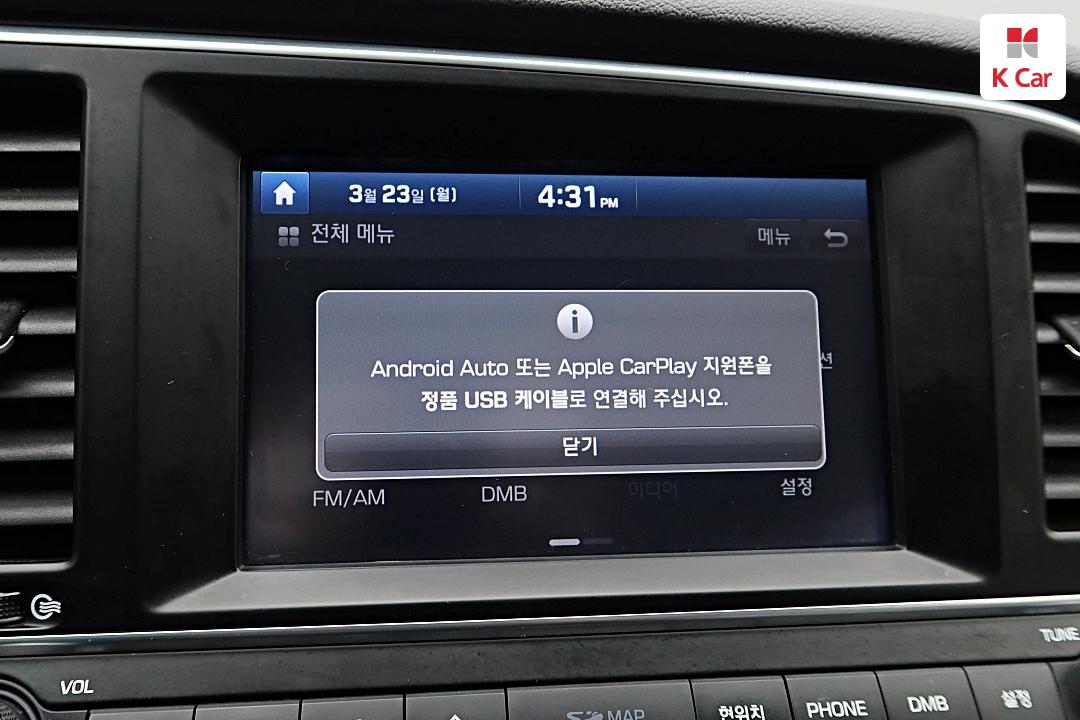 K Car
3월 23일 (월) 4:31 PM
전체 메뉴 메뉴
Android Auto 또는 Apple CarPlay 지원폰을
정품 USB 케이블로 연결해 주십시오.
닫기
FM/AM DMB 미디어 설정
TUNE
VOL
MAP 현위치 PHONE DMB 설정